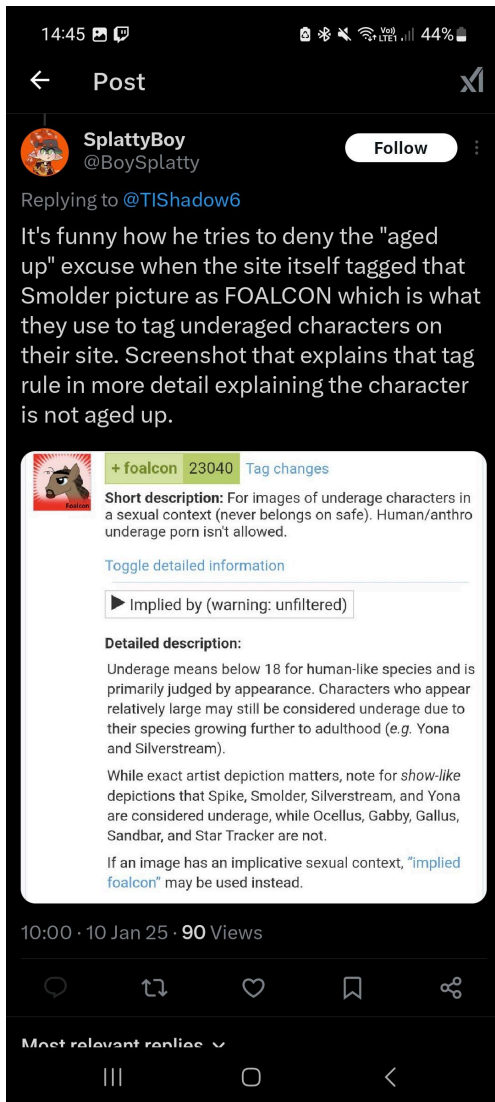 14:45
Vo))
LTE1
44%
Post
SplattyBoy
@BoySplatty
Follow
Replying to @TIShadow6
It's funny how he tries to deny the "aged
up" excuse when the site itself tagged that
Smolder picture as FOALCON which is what
they use to tag underaged characters on
their site. Screenshot that explains that tag
rule in more detail explaining the character
is not aged up.
Foalcon
+ foalcon 23040 Tag changes
Short description: For images of underage characters in
a sexual context (never belongs on safe). Human/anthro
underage porn isn't allowed.
Toggle detailed information
▶ Implied by (warning: unfiltered)
Detailed description:
Underage means below 18 for human-like species and is
primarily judged by appearance. Characters who appear
relatively large may still be considered underage due to
their species growing further to adulthood (e.g. Yona
and Silverstream).
While exact artist depiction matters, note for show-like
depictions that Spike, Smolder, Silverstream, and Yona
are considered underage, while Ocellus, Gabby, Gallus,
Sandbar, and Star Tracker are not.
If an image has an implicative sexual context, "implied
foalcon" may be used instead.
10:00 · 10 Jan 25 · 90 Views
Most relevant replies